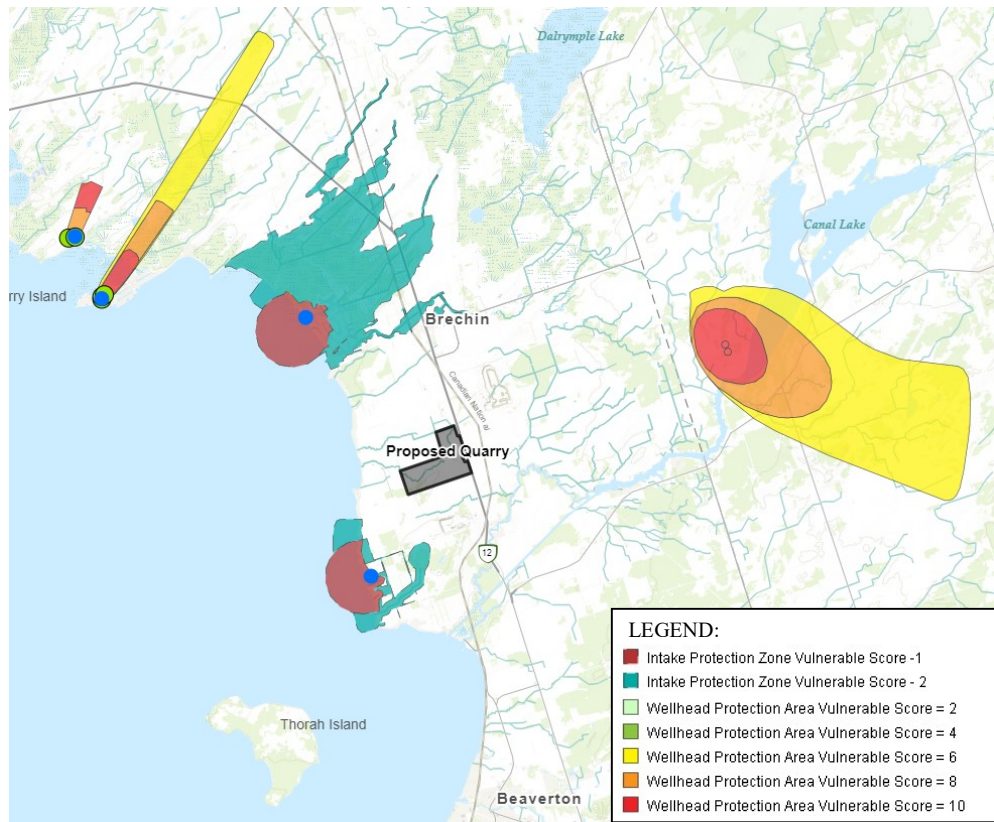 Dalrymple Lake
Canal Lake
rry Island
Brechin
Canadian Nation a/
Proposed Quarry
12
Thorah Island
Beaverton
LEGEND:
Intake Protection Zone Vulnerable Score -1
Intake Protection Zone Vulnerable Score - 2
Wellhead Protection Area Vulnerable Score = 2
Wellhead Protection Area Vulnerable Score = 4
Wellhead Protection Area Vulnerable Score = 6
Wellhead Protection Area Vulnerable Score = 8
Wellhead Protection Area Vulnerable Score = 10